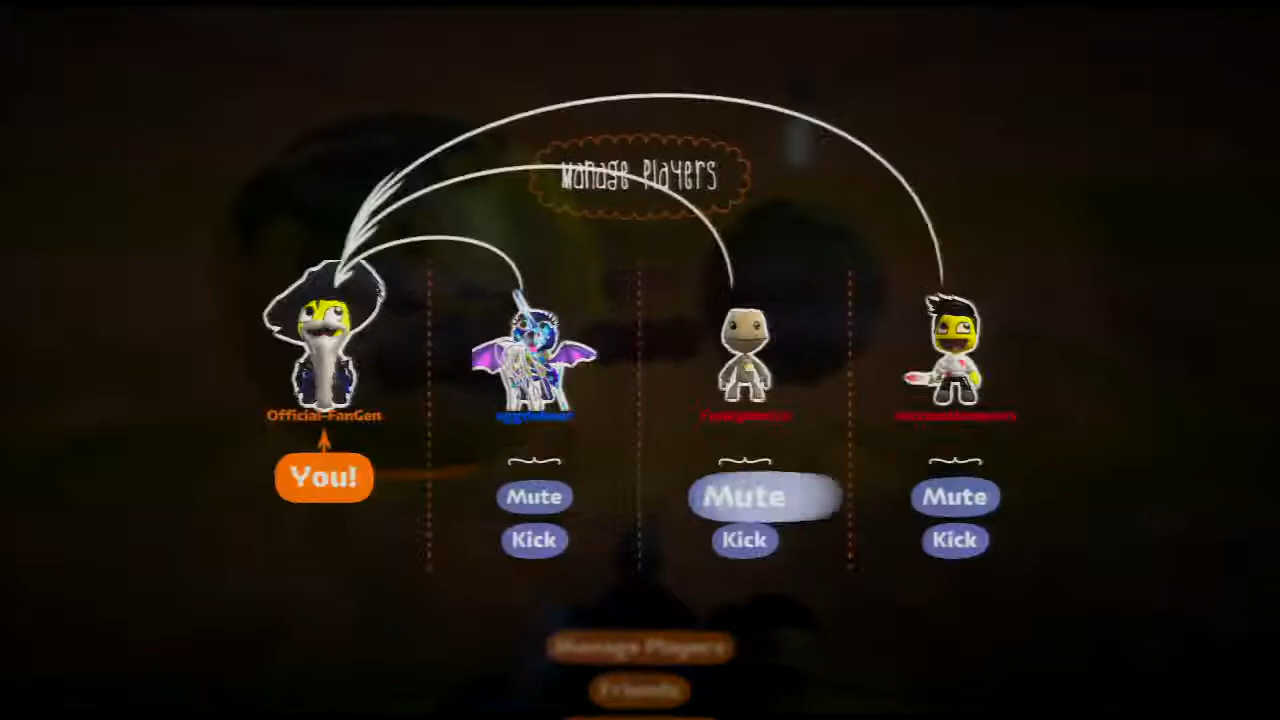 Manage Players
Official-FanGen
You!
Mute
Mute
Mute
Kick
Kick
Kick
Manage Players
Friends